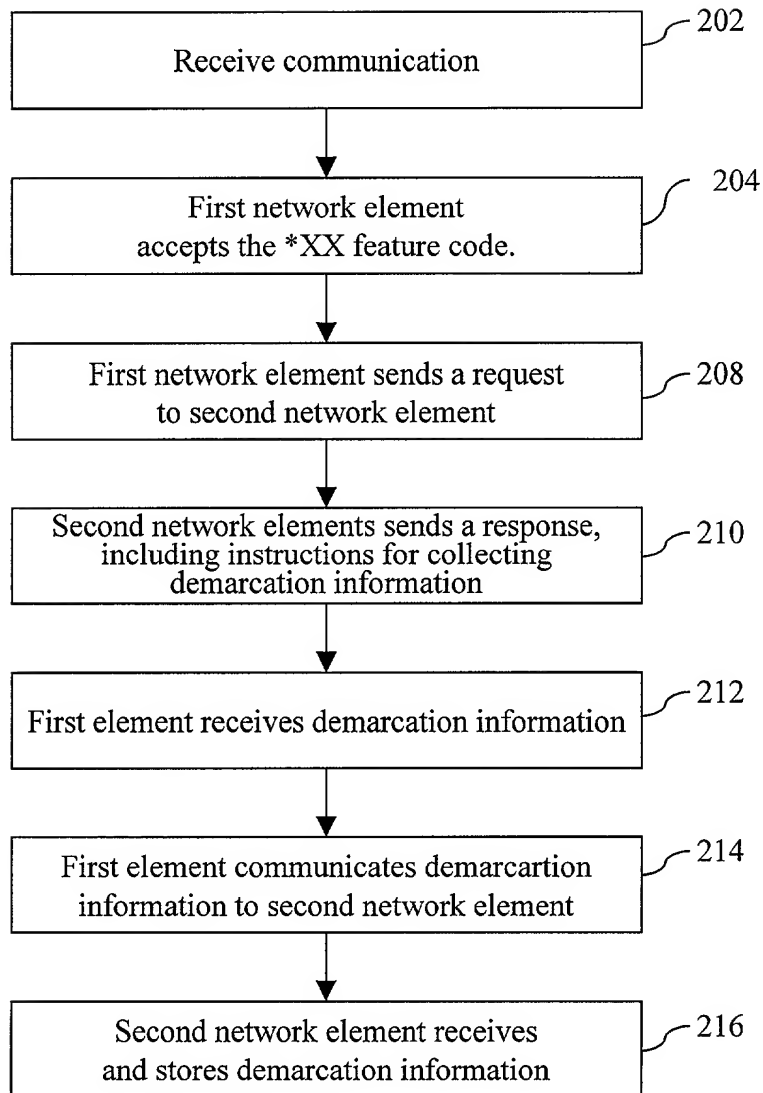 Receive communication
202
First network element
accepts the *XX feature code.
204
First network element sends a request
to second network element
208
Second network elements sends a response,
including instructions for collecting
demarcation information
210
First element receives demarcation information
212
First element communicates demarcartion
information to second network element
214
Second network element receives
and stores demarcation information
216